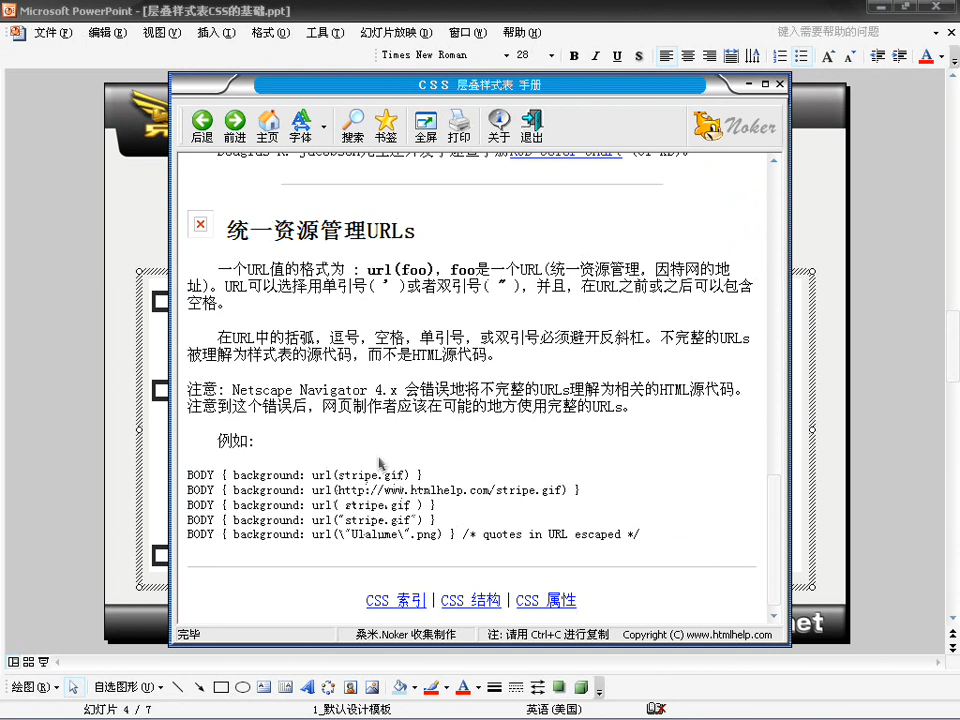 Microsoft PowerPoint - [层叠样式表CSS的基础.ppt]
文件(F) 编辑(E) 视图(V) 插入(I) 格式(O) 工具(T) 幻灯片放映(D) 窗口(W) 帮助(H) 键入需要帮助的问题
Times New Roman 28 B I U S A A A
CSS 层叠样式表 手册
后退 前进 主页 字体 搜索 书签 全屏 打印 关于 退出 Noker
统一资源管理URLs
一个URL值的格式为 : url(foo), foo是一个URL(统一资源管理, 因特网的地
址)。URL可以选择用单引号( ' )或者双引号( " ), 并且, 在URL之前或之后可以包含
空格。
在URL中的括弧, 逗号, 空格, 单引号, 或双引号必须避开反斜杠。不完整的URLs
被理解为样式表的源代码, 而不是HTML源代码。
注意: Netscape Navigator 4.x 会错误地将不完整的URLs理解为相关的HTML源代码。
注意到这个错误后, 网页制作者应该在可能的地方使用完整的URLs。
例如:
BODY { background: url(stripe.gif) }
BODY { background: url(http://www.htmlhelp.com/stripe.gif) }
BODY { background: url( stripe.gif ) }
BODY { background: url("stripe.gif") }
BODY { background: url(\"Ulalume\".png) } /* quotes in URL escaped */
CSS 索引 | CSS 结构 | CSS 属性
完毕 桑米.Noker 收集制作 注: 请用 Ctrl+C 进行复制 Copyright (C) www.htmlhelp.com
net
绘图(R) 自选图形(U) A
幻灯片 4 / 7 1_默认设计模板 英语(美国)